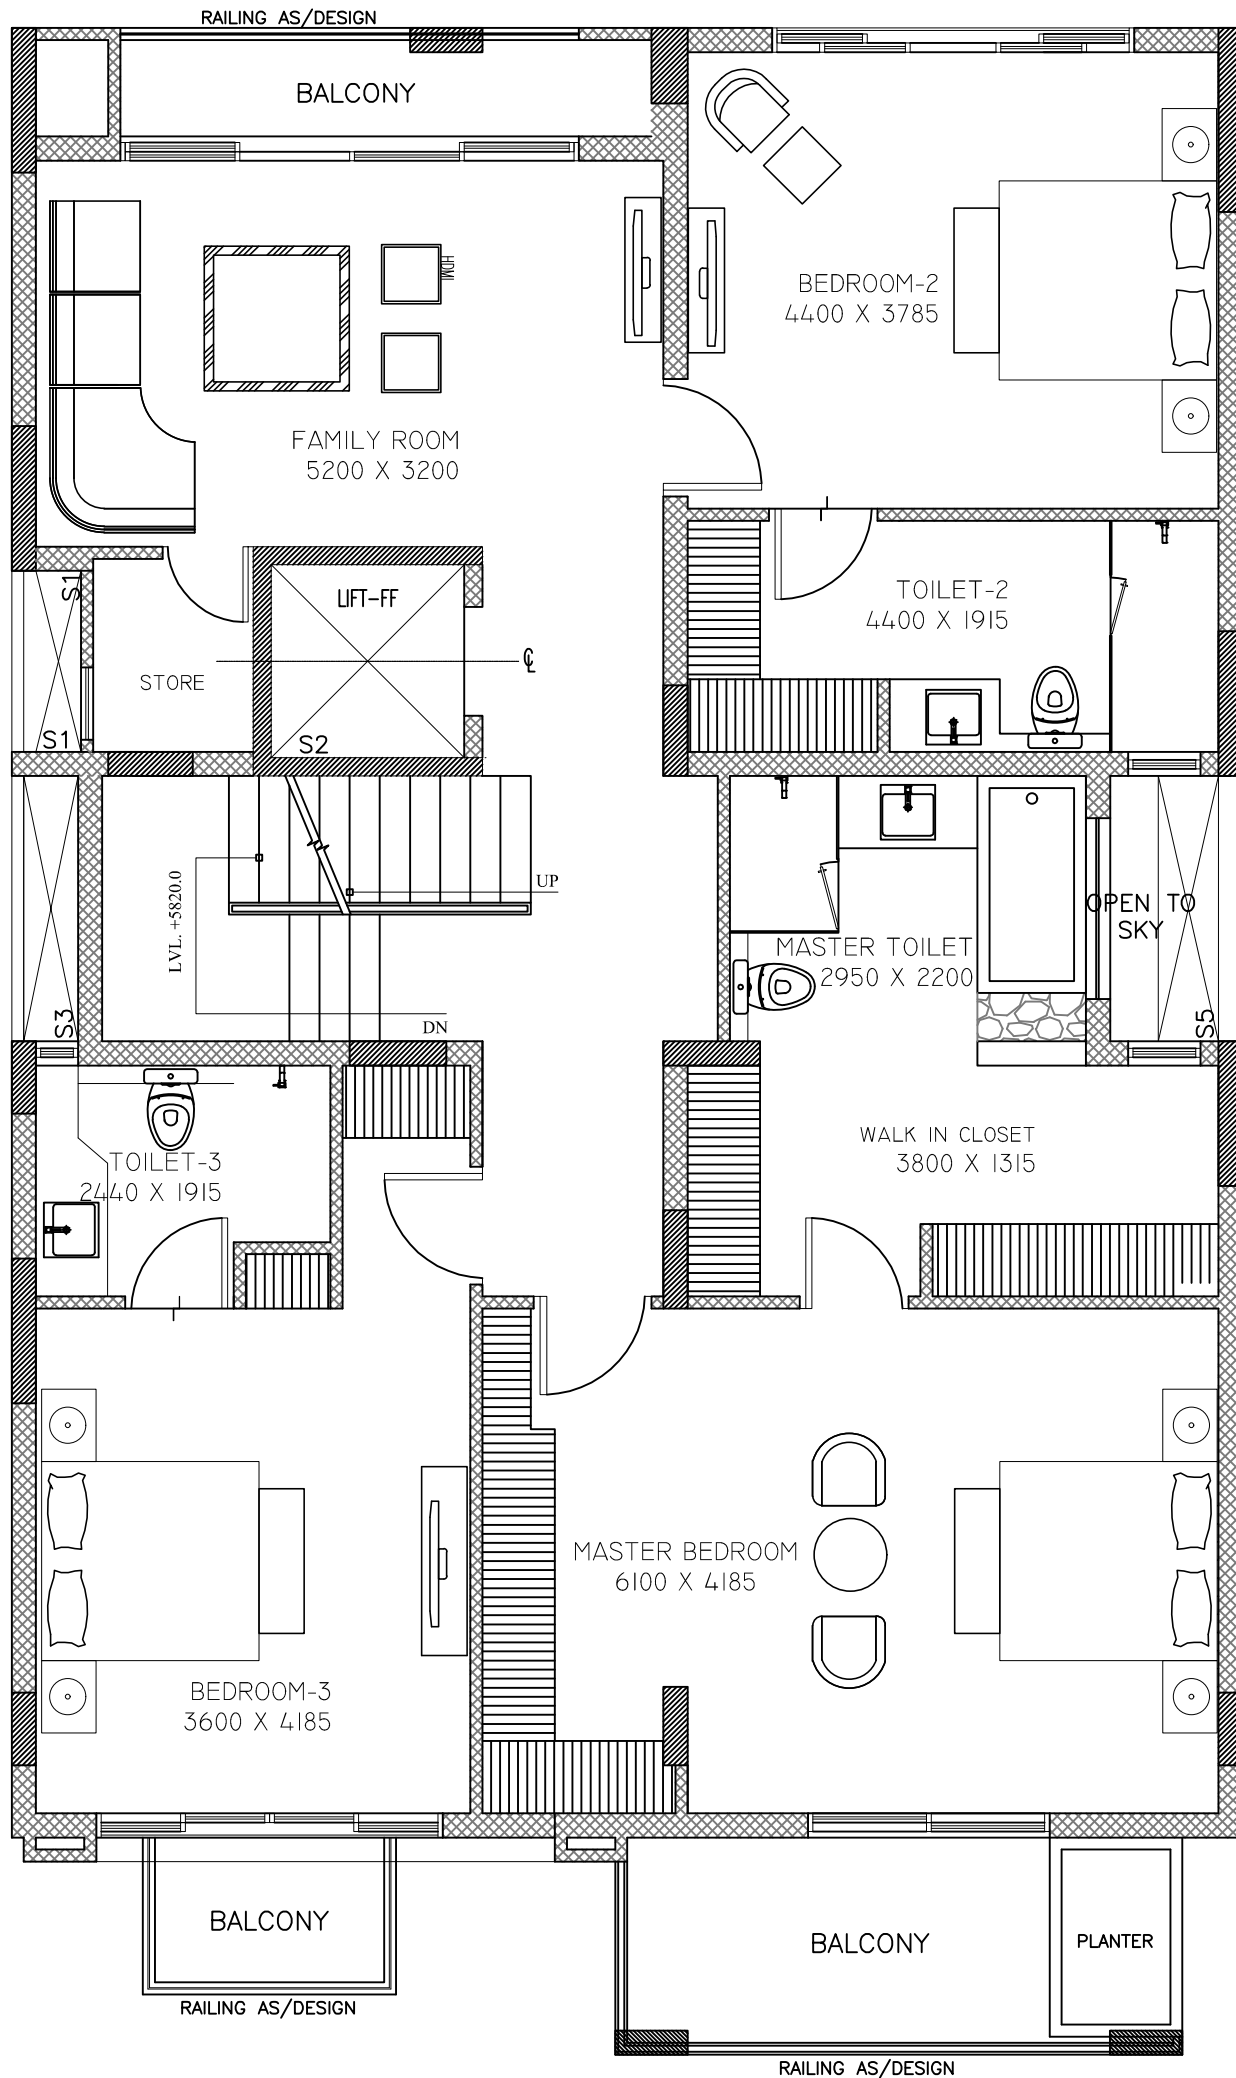 RAILING AS/DESIGN
BALCONY
HDMI
BEDROOM-2
4400 X 3785
FAMILY ROOM
5200 X 3200
S1
LIFT-FF
TOILET-2
4400 X 1915
STORE
℄
S1
S2
UP
LVL. +5820.0
OPEN TO
SKY
MASTER TOILET
2950 X 2200
S3
DN
S5
WALK IN CLOSET
3800 X 1315
TOILET-3
2440 X 1915
MASTER BEDROOM
6100 X 4185
BEDROOM-3
3600 X 4185
BALCONY
BALCONY
PLANTER
RAILING AS/DESIGN
RAILING AS/DESIGN